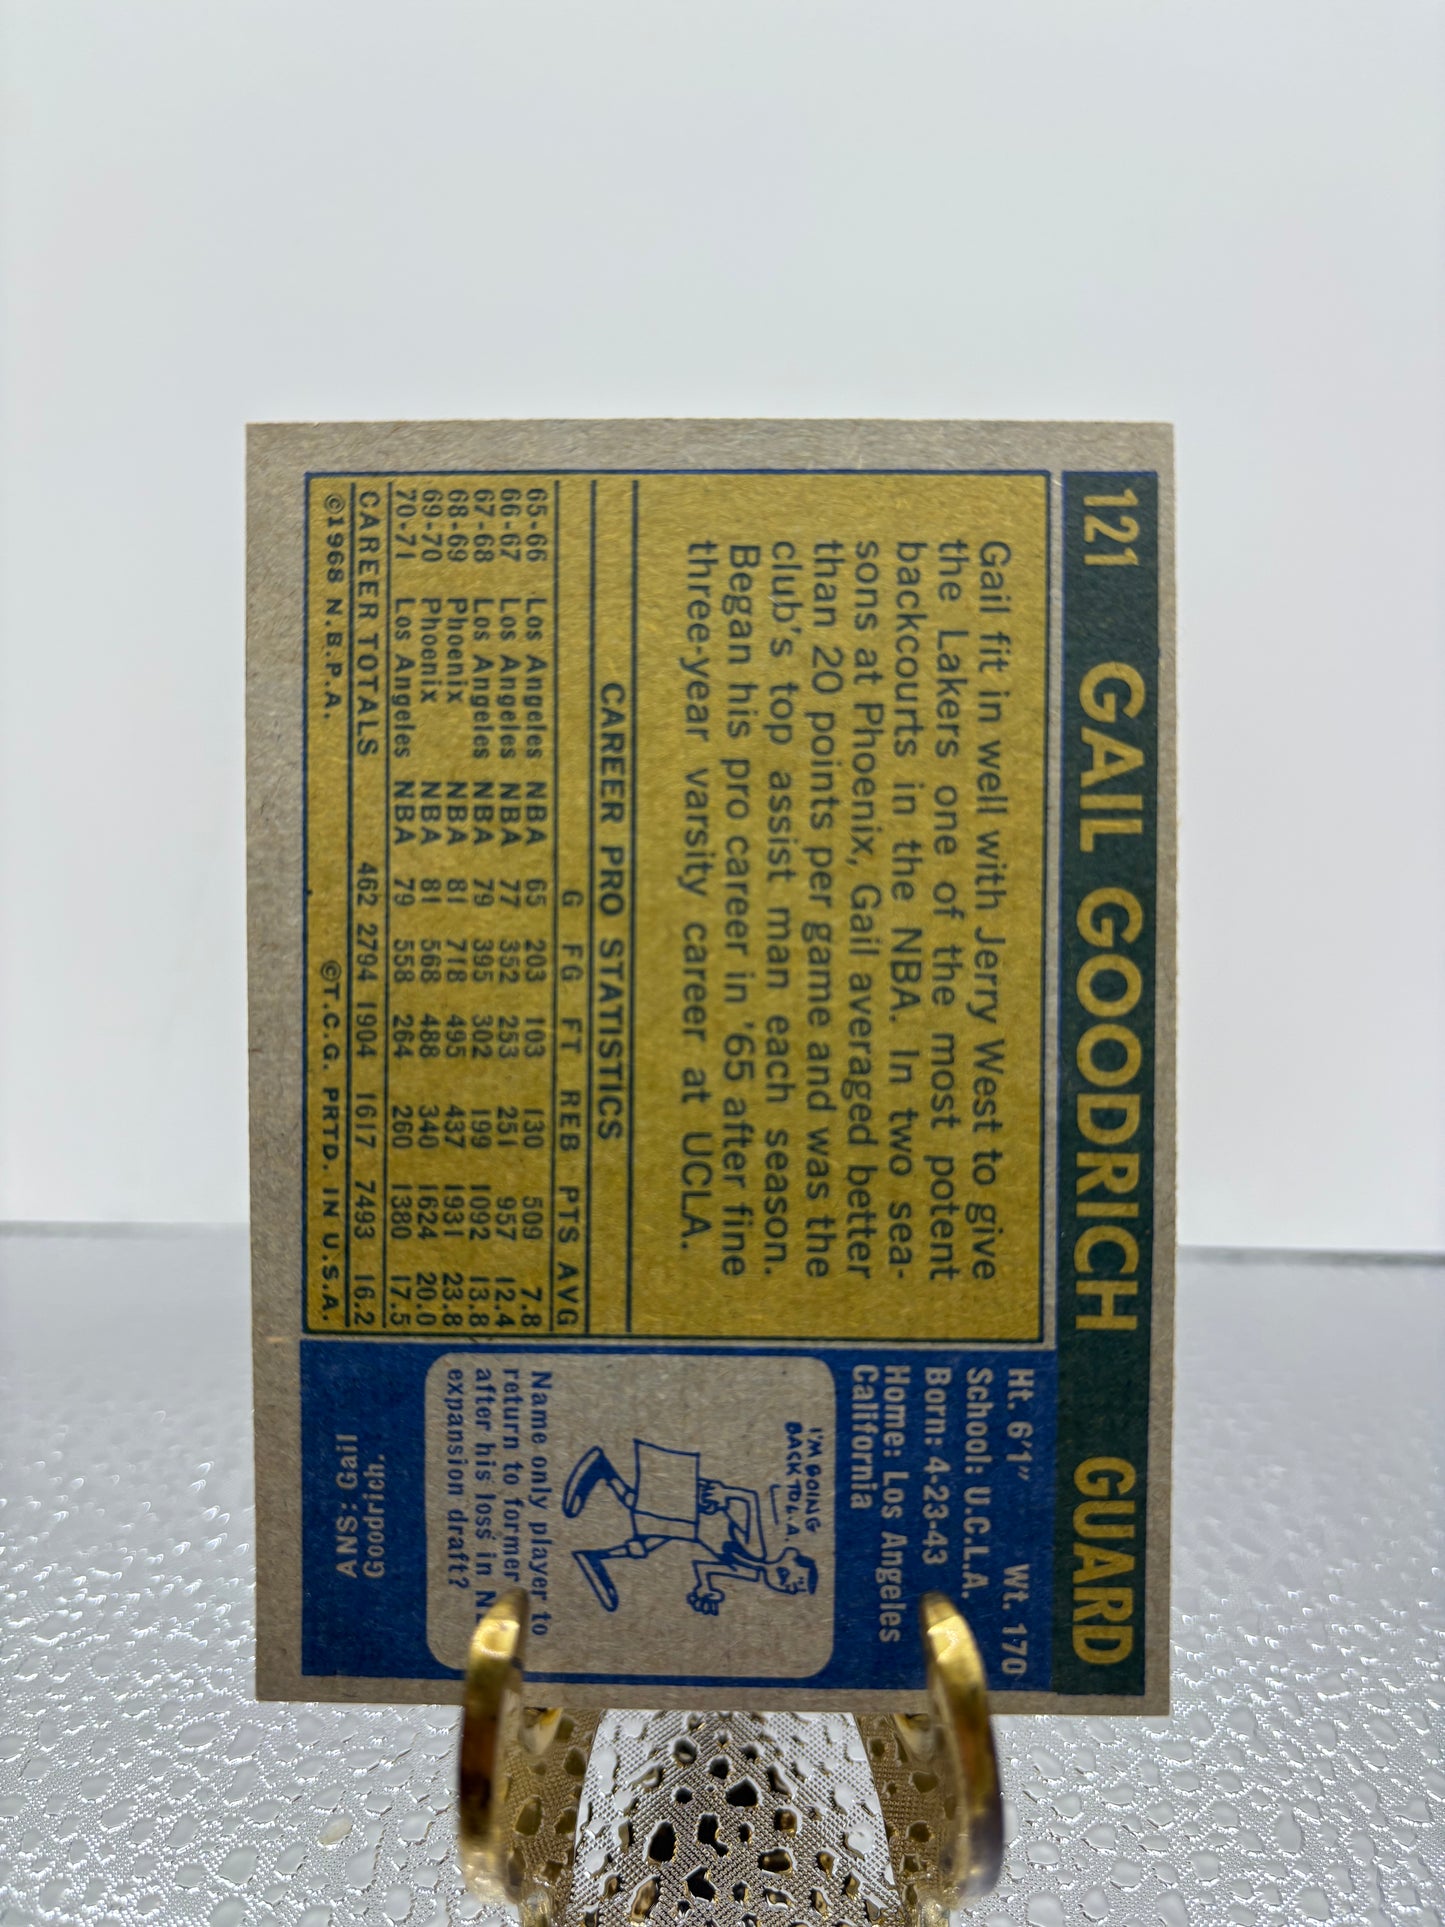 121 GAIL GOODRICH GUARD
Gail fit in well with Jerry West to give
the Lakers one of the most potent
backcourts in the NBA. In two sea-
sons at Phoenix, Gail averaged better
than 20 points per game and was the
club's top assist man each season.
Began his pro career in '65 after fine
three-year varsity career at UCLA.
CAREER PRO STATISTICS
G FG FT REB PTS AVG
65-66 Los Angeles NBA 65 203 103 130 509 7.8
66-67 Los Angeles NBA 77 352 253 251 957 12.4
67-68 Los Angeles NBA 79 395 302 199 1092 13.8
68-69 Phoenix NBA 81 718 495 437 1931 23.8
69-70 Phoenix NBA 81 568 488 340 1624 20.0
70-71 Los Angeles NBA 79 558 264 260 1380 17.5
CAREER TOTALS 462 2794 1904 1617 7493 16.2
©1968 N.B.P.A. ©T.C.G. PRTD. IN U.S.A.
Ht. 6'1" Wt. 170
School: U.C.L.A.
Born: 4-23-43
Home: Los Angeles
California
I'M GOING
BACK TO L.A.
Name only player to
return to former
after his loss in
expansion draft?
ANS: Gail
Goodrich.